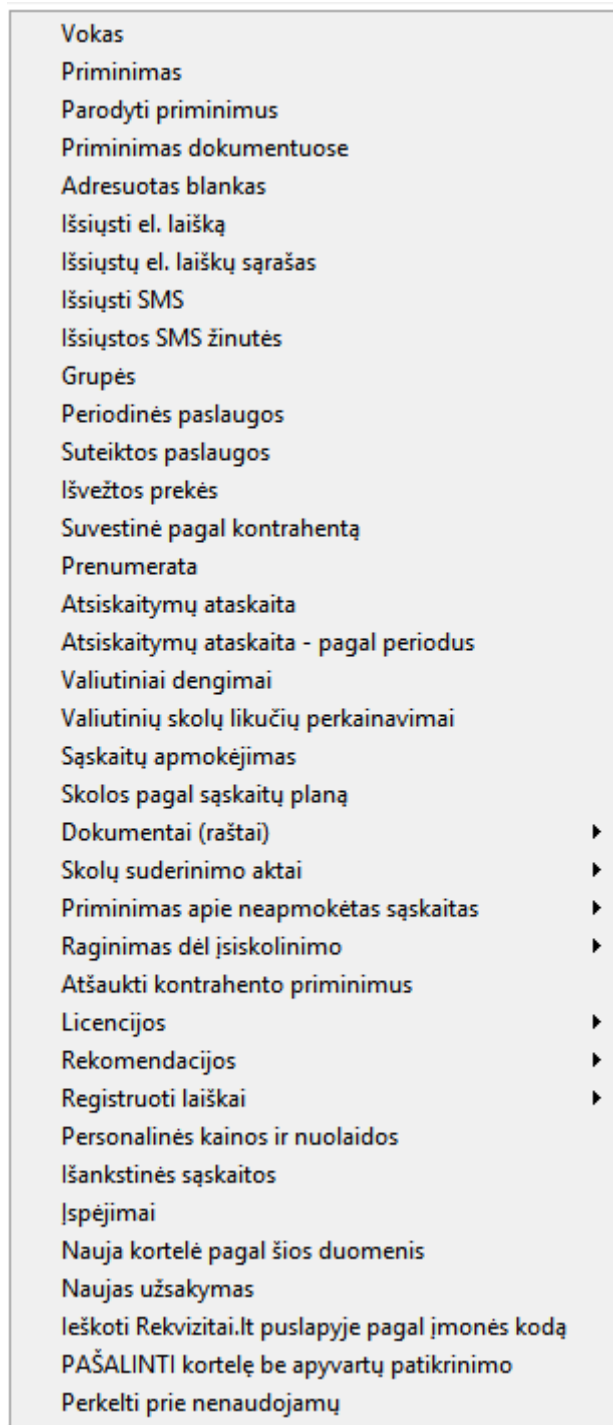 Vokas
Priminimas
Parodyti priminimus
Priminimas dokumentuose
Adresuotas blankas
Išsiųsti el. laišką
Išsiųstų el. laiškų sąrašas
Išsiųsti SMS
Išsiųstos SMS žinutės
Grupės
Periodinės paslaugos
Suteiktos paslaugos
Išvežtos prekės
Suvestinė pagal kontrahentą
Prenumerata
Atsiskaitymų ataskaita
Atsiskaitymų ataskaita - pagal periodus
Valiutiniai dengimai
Valiutinių skolų likučių perkainavimai
Sąskaitų apmokėjimas
Skolos pagal sąskaitų planą
Dokumentai (raštai)
Skolų suderinimo aktai
Priminimas apie neapmokėtas sąskaitas
Raginimas dėl įsiskolinimo
Atšaukti kontrahento priminimus
Licencijos
Rekomendacijos
Registruoti laiškai
Personalinės kainos ir nuolaidos
Išankstinės sąskaitos
Įspėjimai
Nauja kortelė pagal šios duomenis
Naujas užsakymas
Ieškoti Rekvizitai.lt puslapyje pagal įmonės kodą
PAŠALINTI kortelę be apyvartų patikrinimo
Perkelti prie nenaudojamų